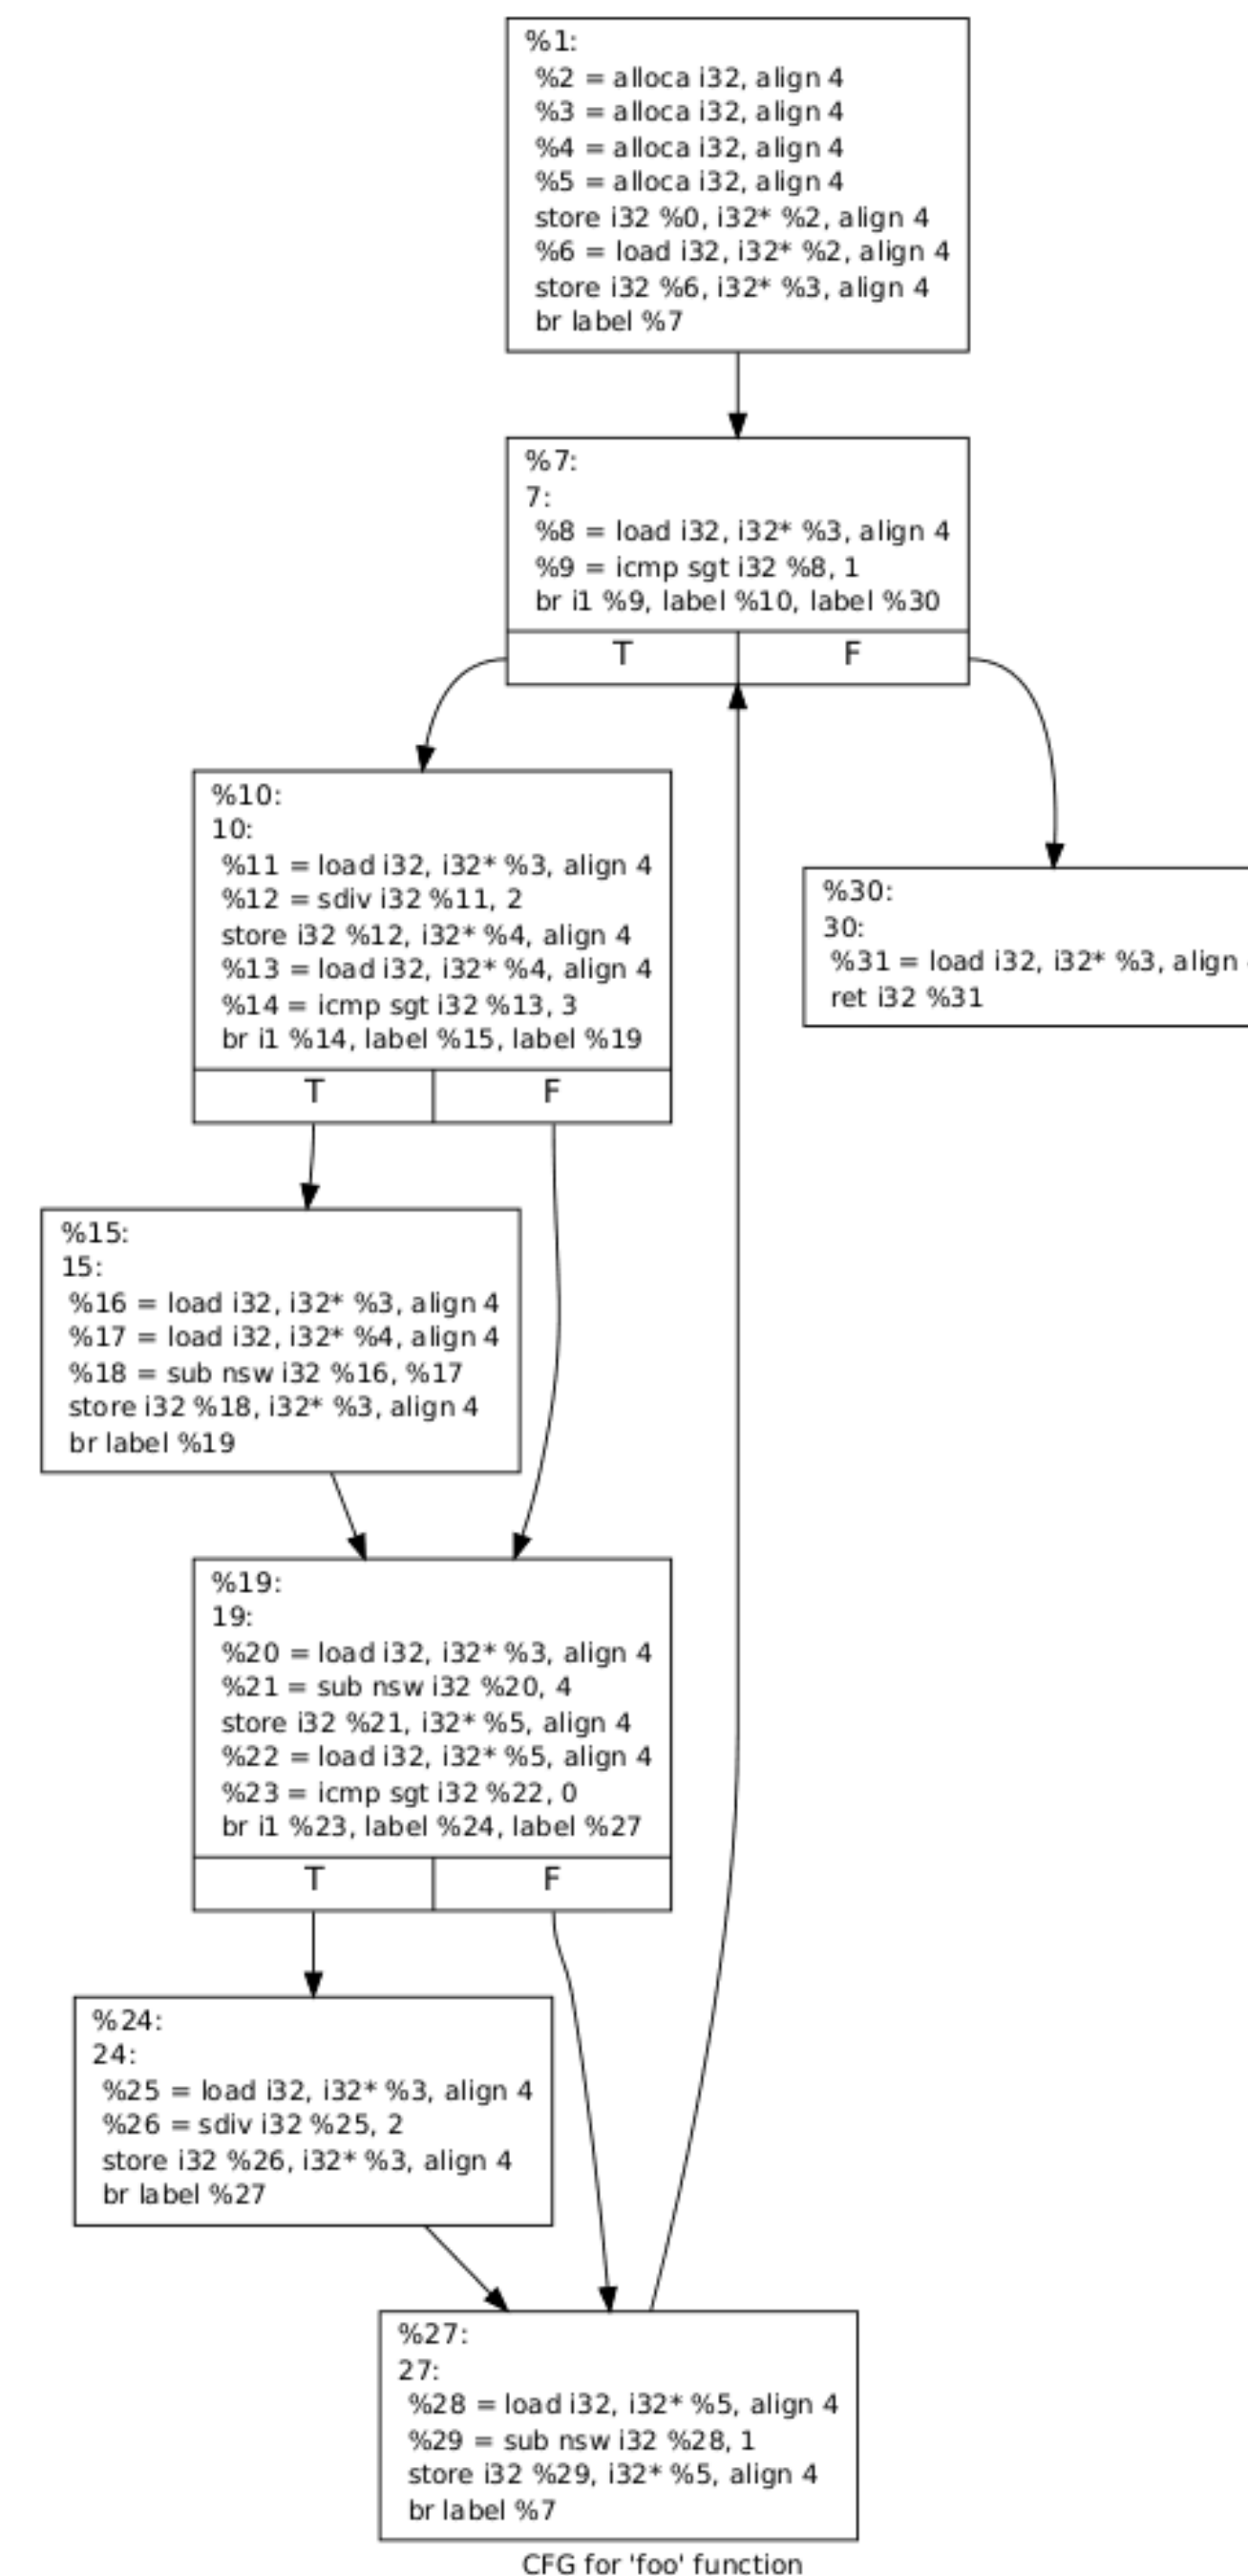 %1:
%2 = alloca i32, align 4
%3 = alloca i32, align 4
%4 = alloca i32, align 4
%5 = alloca i32, align 4
store i32 %0, i32* %2, align 4
%6 = load i32, i32* %2, align 4
store i32 %6, i32* %3, align 4
br label %7
%7:
7:
%8 = load i32, i32* %3, align 4
%9 = icmp sgt i32 %8, 1
br i1 %9, label %10, label %30
T F
%10:
10:
%11 = load i32, i32* %3, align 4
%12 = sdiv i32 %11, 2
store i32 %12, i32* %4, align 4
%13 = load i32, i32* %4, align 4
%14 = icmp sgt i32 %13, 3
br i1 %14, label %15, label %19
T F
%30:
30:
%31 = load i32, i32* %3, align
ret i32 %31
%15:
15:
%16 = load i32, i32* %3, align 4
%17 = load i32, i32* %4, align 4
%18 = sub nsw i32 %16, %17
store i32 %18, i32* %3, align 4
br label %19
%19:
19:
%20 = load i32, i32* %3, align 4
%21 = sub nsw i32 %20, 4
store i32 %21, i32* %5, align 4
%22 = load i32, i32* %5, align 4
%23 = icmp sgt i32 %22, 0
br i1 %23, label %24, label %27
T F
%24:
24:
%25 = load i32, i32* %3, align 4
%26 = sdiv i32 %25, 2
store i32 %26, i32* %3, align 4
br label %27
%27:
27:
%28 = load i32, i32* %5, align 4
%29 = sub nsw i32 %28, 1
store i32 %29, i32* %5, align 4
br label %7
CFG for 'foo' function